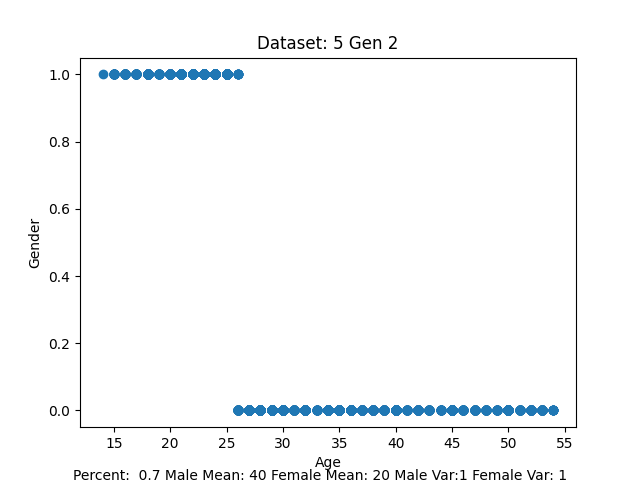 Dataset: 5 Gen 2
1.0
0.8
0.6
0.4
0.2
0.0
Gender
15 20 25 30 35 40 45 50 55
Age
Percent:  0.7 Male Mean: 40 Female Mean: 20 Male Var:1 Female Var: 1